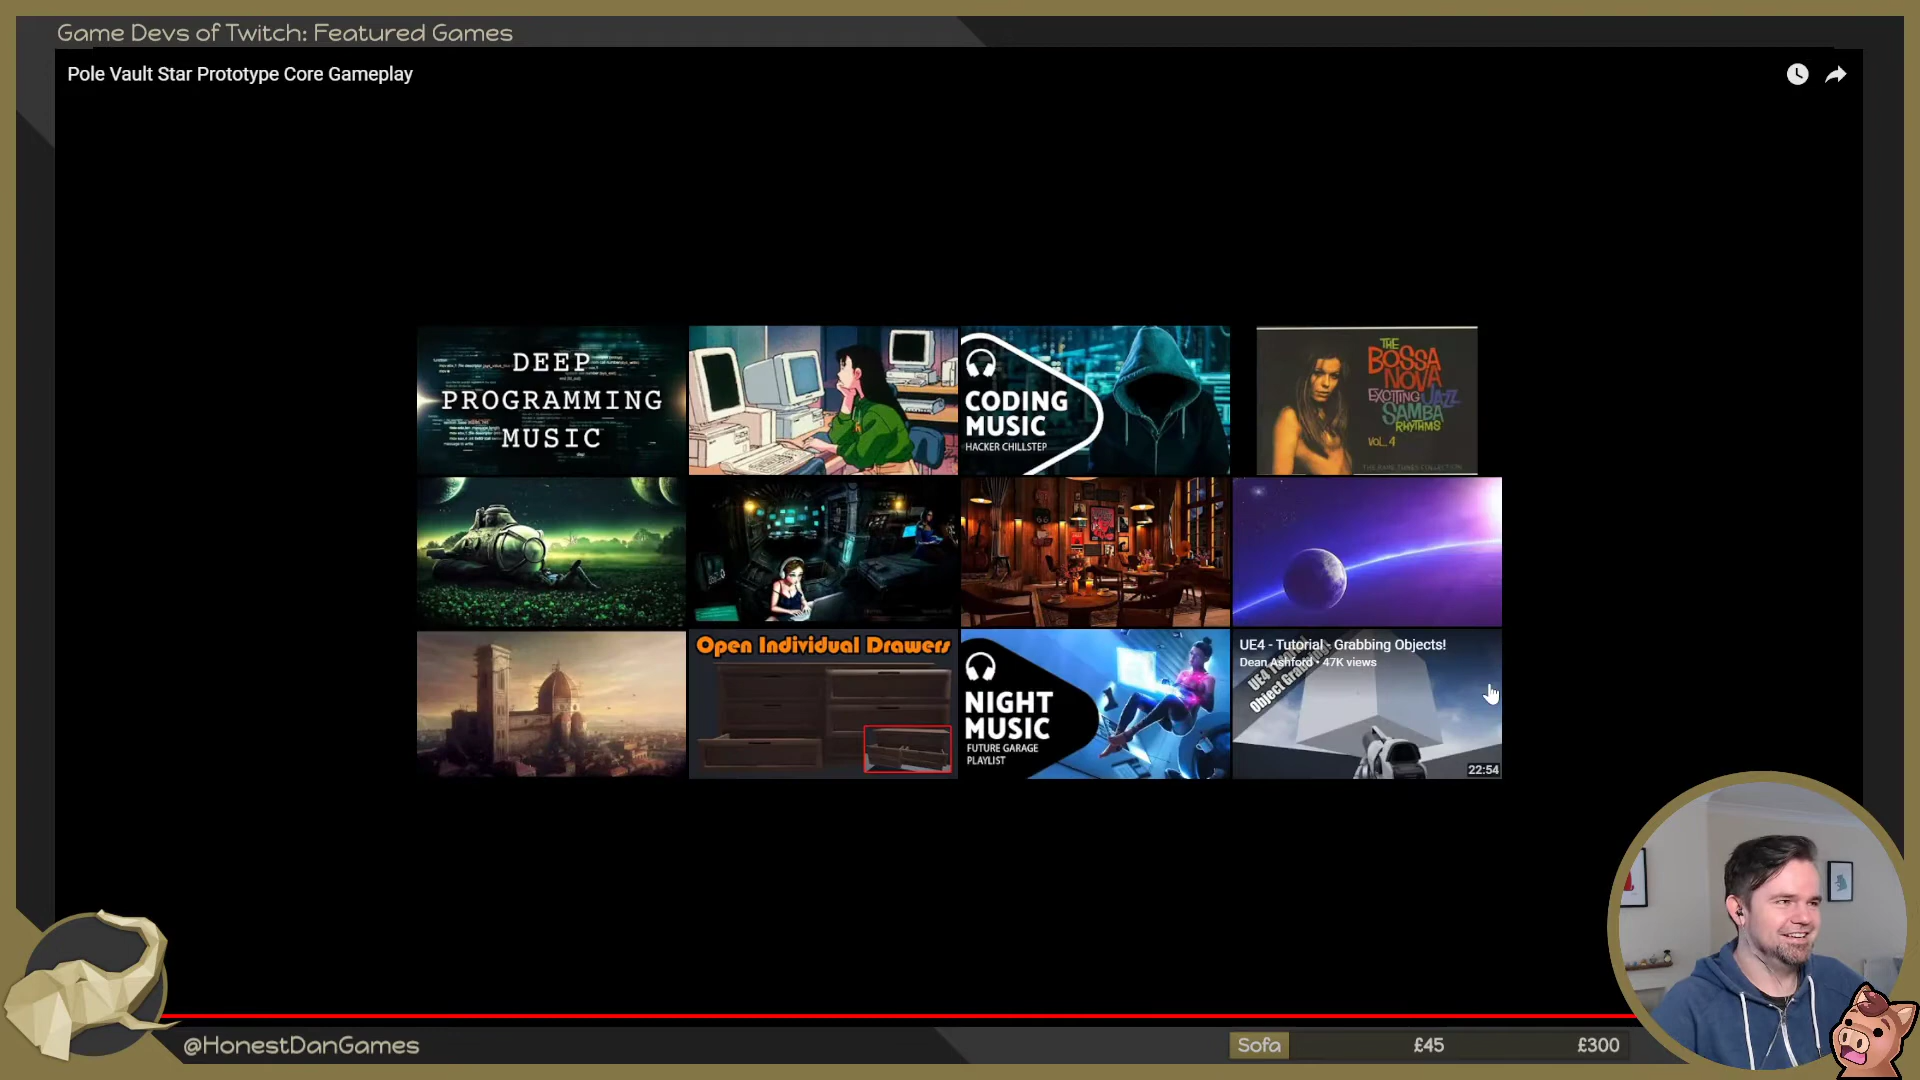 Game Devs of Twitch: Featured Games
Pole Vault Star Prototype Core Gameplay
DEEP
PROGRAMMING
MUSIC
CODING
MUSIC
HACKER CHILLSTEP
THE
BOSSA
NOVA
EXCITING JAZZ
SAMBA
RHYTHMS
VOL. 4
Open Individual Drawers
NIGHT
MUSIC
FUTURE GARAGE
PLAYLIST
UE4 - Tutorial - Grabbing Objects!
Dean Ashford • 47K views
Object Grabbing
22:54
@HonestDanGames
Sofa
£45
£300